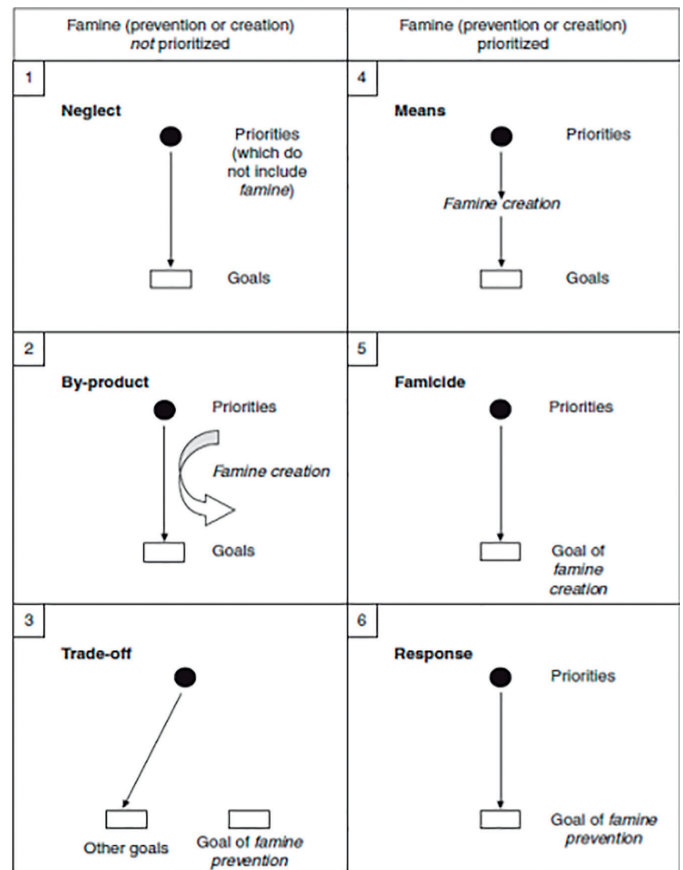 Famine (prevention or creation)
not prioritized
Famine (prevention or creation)
prioritized
1
Neglect
Priorities
(which do
not include
famine)
Goals
4
Means
Priorities
Famine creation
Goals
2
By-product
Priorities
Famine creation
Goals
5
Famicide
Priorities
Goal of
famine
creation
3
Trade-off
Other goals
Goal of famine
prevention
6
Response
Priorities
Goal of famine
prevention